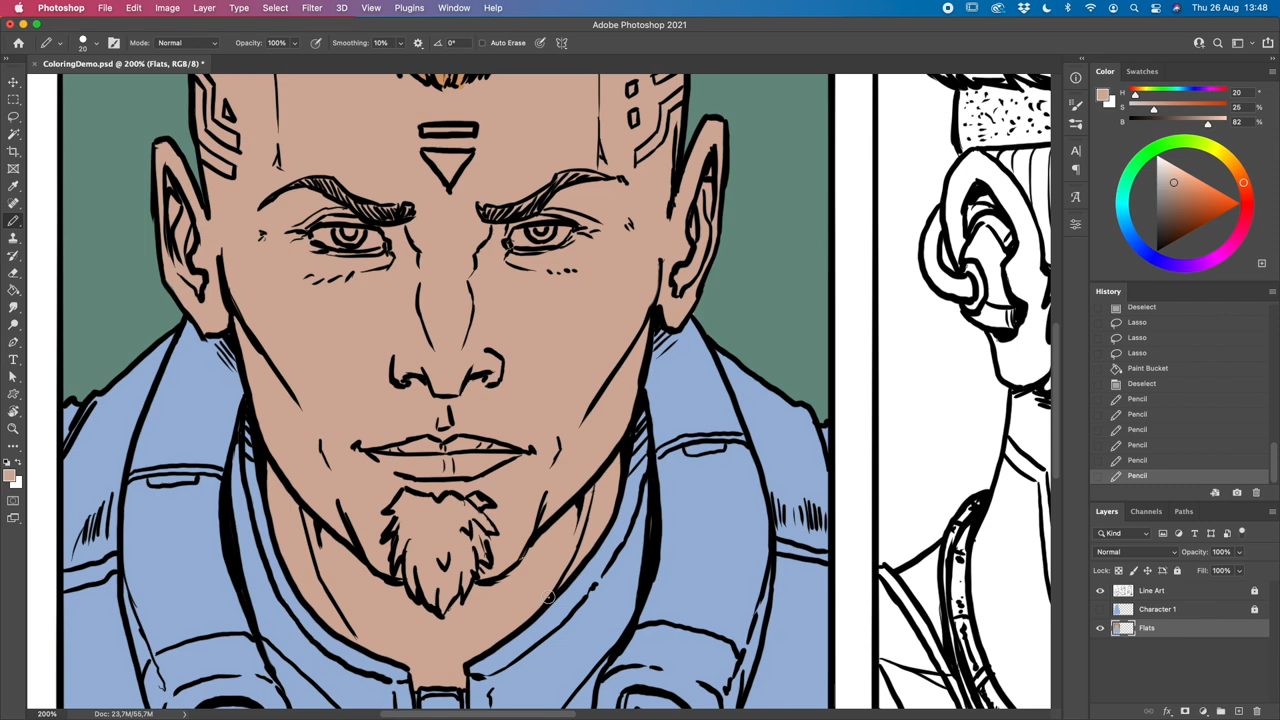 Photoshop File Edit Image Layer Type Select Filter 3D View Plugins Window Help Thu 26 Aug 13:48
Adobe Photoshop 2021
20 Mode: Normal Opacity: 100% Smoothing: 10% 0° Auto Erase
ColoringDemo.psd @ 200% (Flats, RGB/8) *
Color Swatches
H 20 °
S 25 %
B 82 %
History
Deselect
Lasso
Lasso
Lasso
Paint Bucket
Deselect
Pencil
Pencil
Pencil
Pencil
Pencil
Pencil
Layers Channels Paths
Kind
Normal Opacity: 100%
Lock: Fill: 100%
Line Art
Character 1
Flats
200% Doc: 23,7M/55,7M